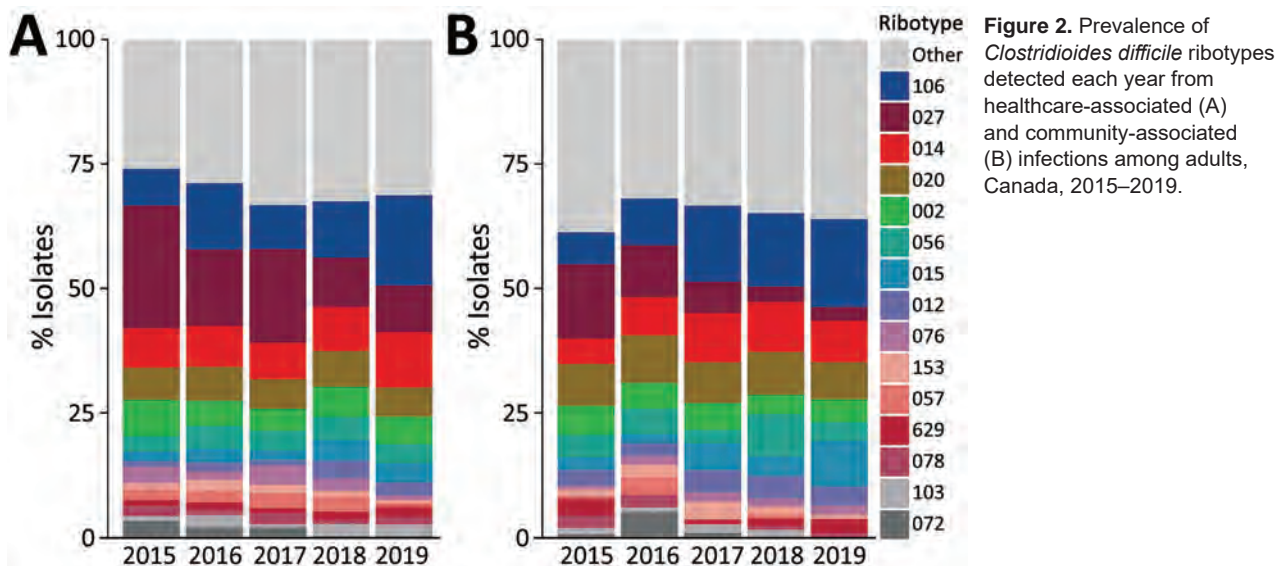 A
100
75
50
25
0
% Isolates
2015 2016 2017 2018 2019
B
100
75
50
25
0
% Isolates
2015 2016 2017 2018 2019
Ribotype
Other
106
027
014
020
002
056
015
012
076
153
057
629
078
103
072
Figure 2. Prevalence of
Clostridioides difficile ribotypes
detected each year from
healthcare-associated (A)
and community-associated
(B) infections among adults,
Canada, 2015–2019.